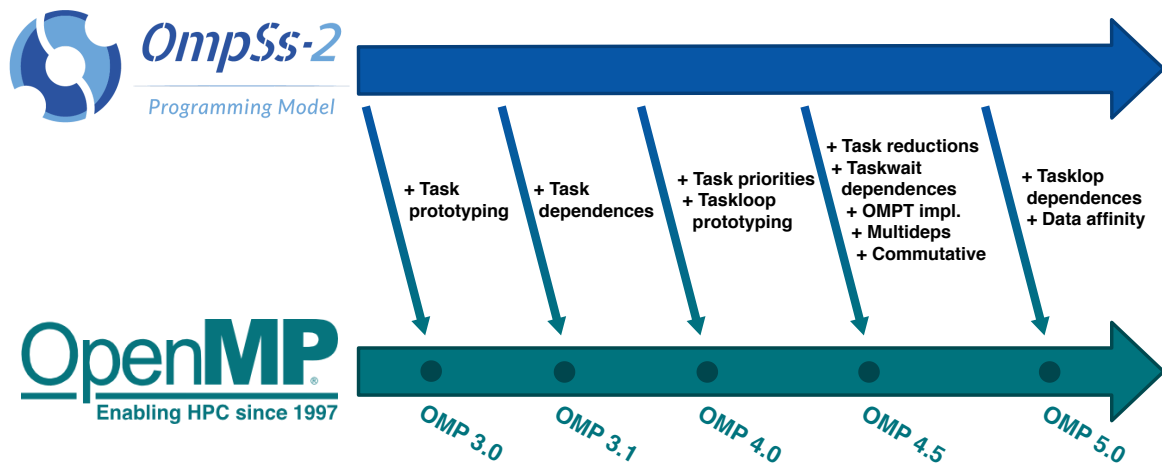 OmpSs-2
Programming Model
+ Task
prototyping
+ Task
dependences
+ Task priorities
+ Taskloop
prototyping
+ Task reductions
+ Taskwait
dependences
+ OMPT impl.
+ Multideps
+ Commutative
+ Tasklop
dependences
+ Data affinity
OpenMP®
Enabling HPC since 1997
OMP 3.0
OMP 3.1
OMP 4.0
OMP 4.5
OMP 5.0